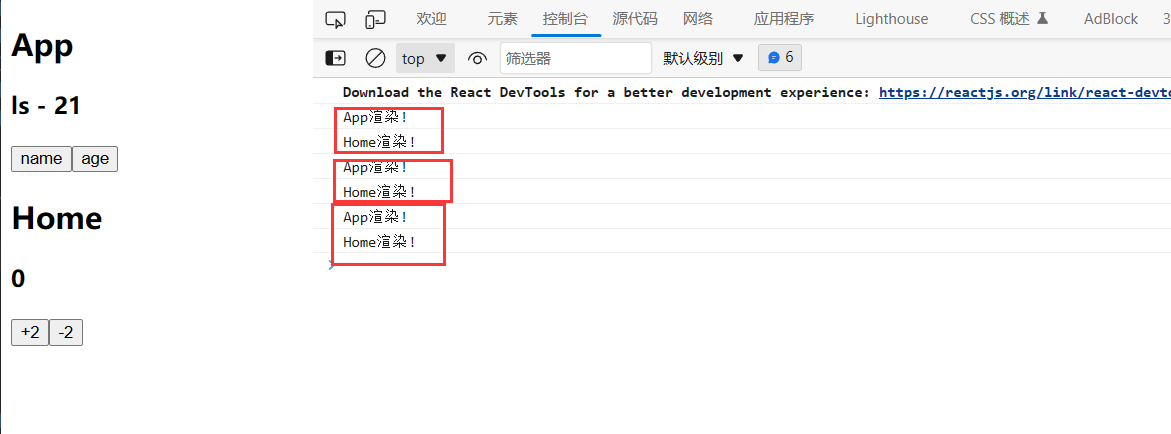 App
ls - 21
name age
Home
0
+2 -2
欢迎 元素 控制台 源代码 网络 应用程序 Lighthouse CSS 概述 AdBlock 3
top 筛选器 默认级别 6
Download the React DevTools for a better development experience: https://reactjs.org/link/react-devto
App渲染!
Home渲染!
App渲染!
Home渲染!
App渲染!
Home渲染!